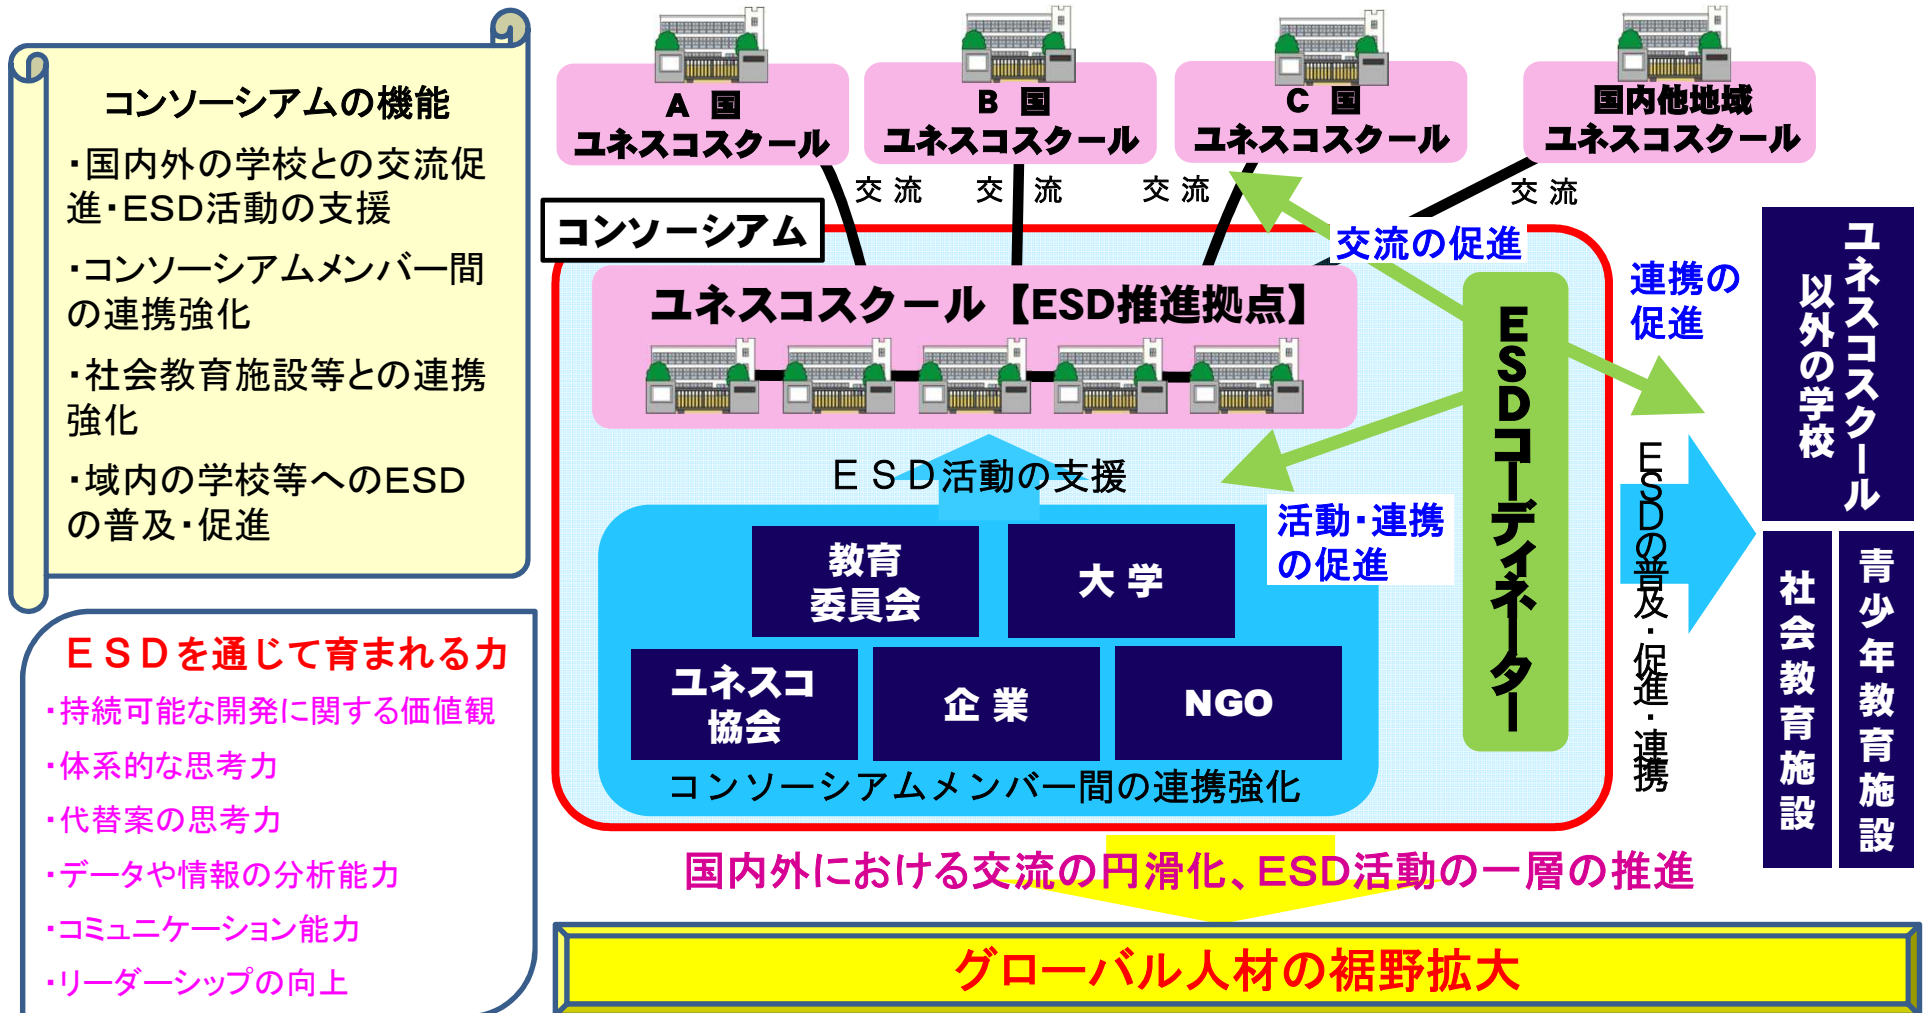 コンソーシアムの機能
・国内外の学校との交流促
進・ESD活動の支援
・コンソーシアムメンバー間
の連携強化
・社会教育施設等との連携
強化
・域内の学校等へのESD
の普及・促進
ESDを通じて育まれる力
・持続可能な開発に関する価値観
・体系的な思考力
・代替案の思考力
・データや情報の分析能力
・コミュニケーション能力
・リーダーシップの向上
A 国
ユネスコスクール
B 国
ユネスコスクール
C 国
ユネスコスクール
国内他地域
ユネスコスクール
交 流
交 流
交 流
交 流
コンソーシアム
交流の促進
ユネスコスクール【ESD推進拠点】
ESD活動の支援
活動・連携
の促進
教育
委員会
大 学
ユネスコ
協会
企 業
NGO
コンソーシアムメンバー間の連携強化
ESDコーディネーター
連携の
促進
ESDの普及・促進・連携
ユネスコスクール
以外の学校
社会教育施設
青少年教育施設
国内外における交流の円滑化、ESD活動の一層の推進
グローバル人材の裾野拡大